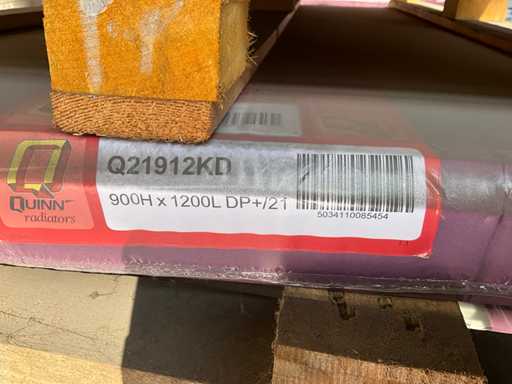 Q21912KD
QUINN
radiators
900H x 1200L DP+/21
5034110085454